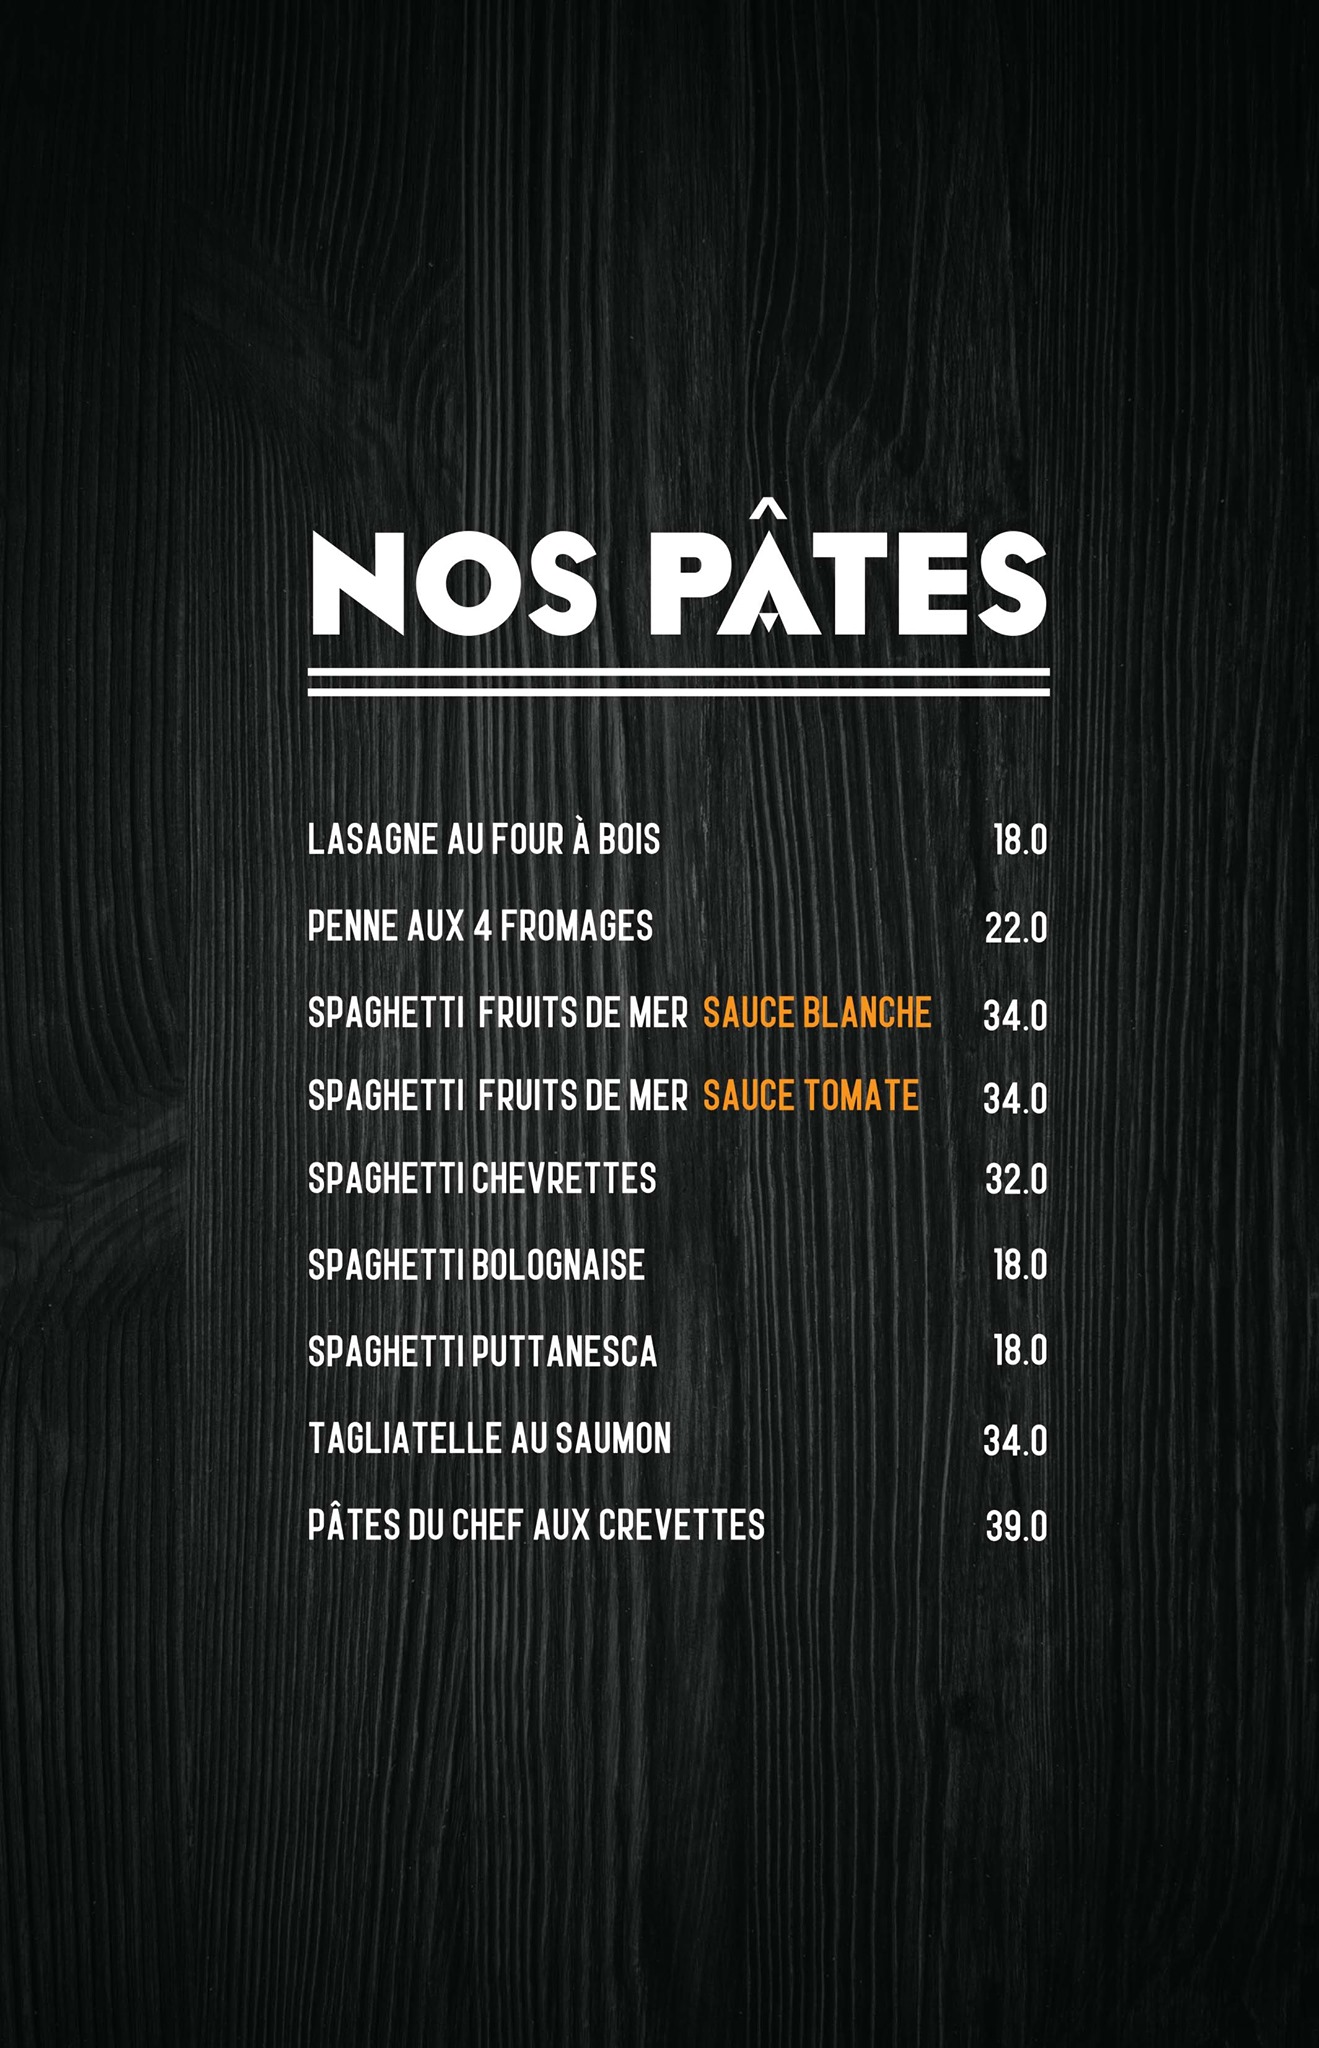 NOS PÂTES
LASAGNE AU FOUR À BOIS 18.0
PENNE AUX 4 FROMAGES 22.0
SPAGHETTI FRUITS DE MER SAUCE BLANCHE 34.0
SPAGHETTI FRUITS DE MER SAUCE TOMATE 34.0
SPAGHETTI CHEVRETTES 32.0
SPAGHETTI BOLOGNAISE 18.0
SPAGHETTI PUTTANESCA 18.0
TAGLIATELLE AU SAUMON 34.0
PÂTES DU CHEF AUX CREVETTES 39.0